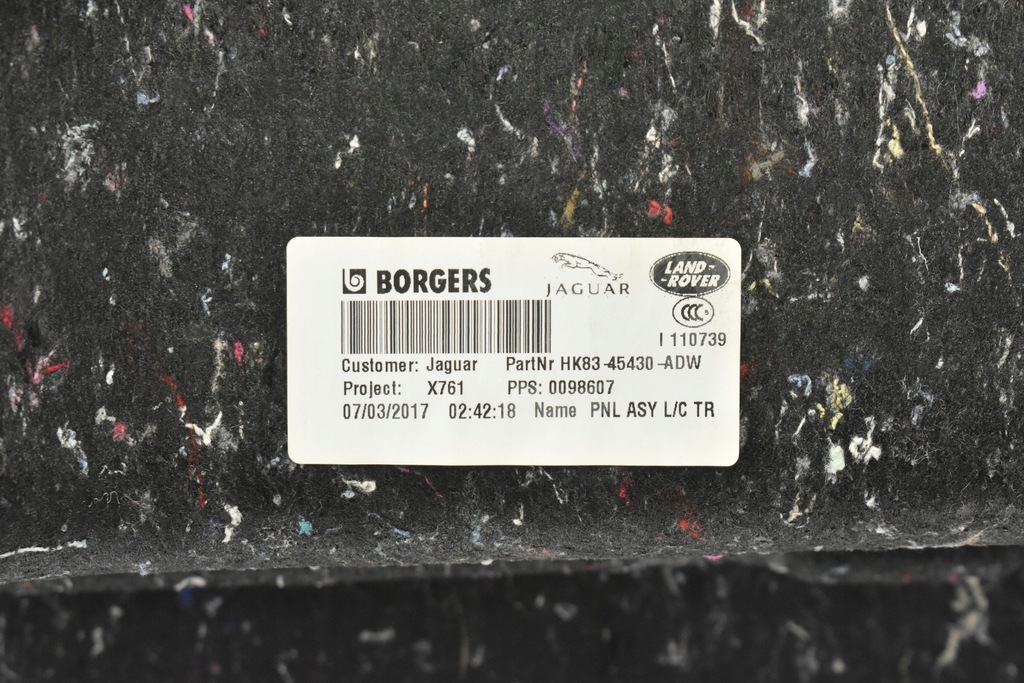 BORGERS
JAGUAR
LAND-
-ROVER
CCC S
I 110739
Customer: Jaguar PartNr HK83-45430-ADW
Project: X761 PPS: 0098607
07/03/2017 02:42:18 Name PNL ASY L/C TR